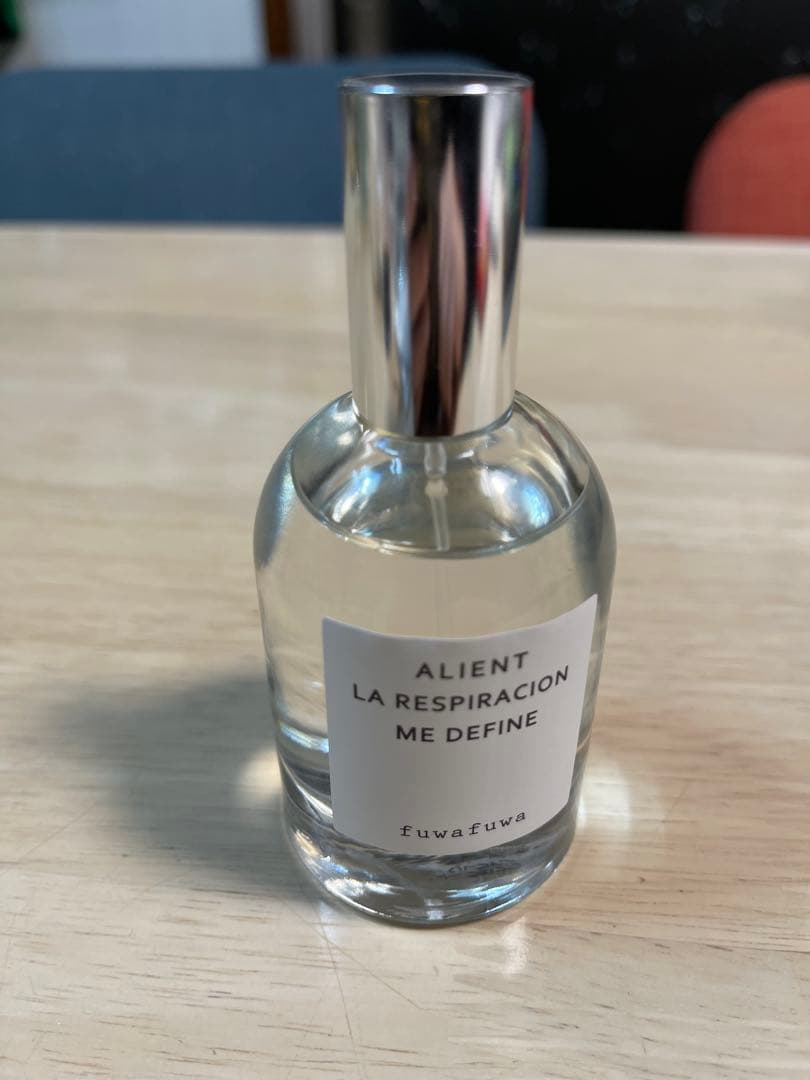 ALIENT
LA RESPIRACION
ME DEFINE
fuwafuwa